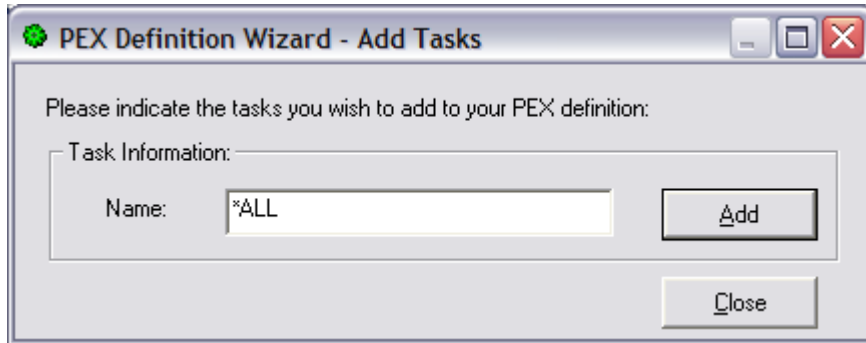 PEX Definition Wizard - Add Tasks
Please indicate the tasks you wish to add to your PEX definition:
Task Information:
Name: *ALL Add
Close